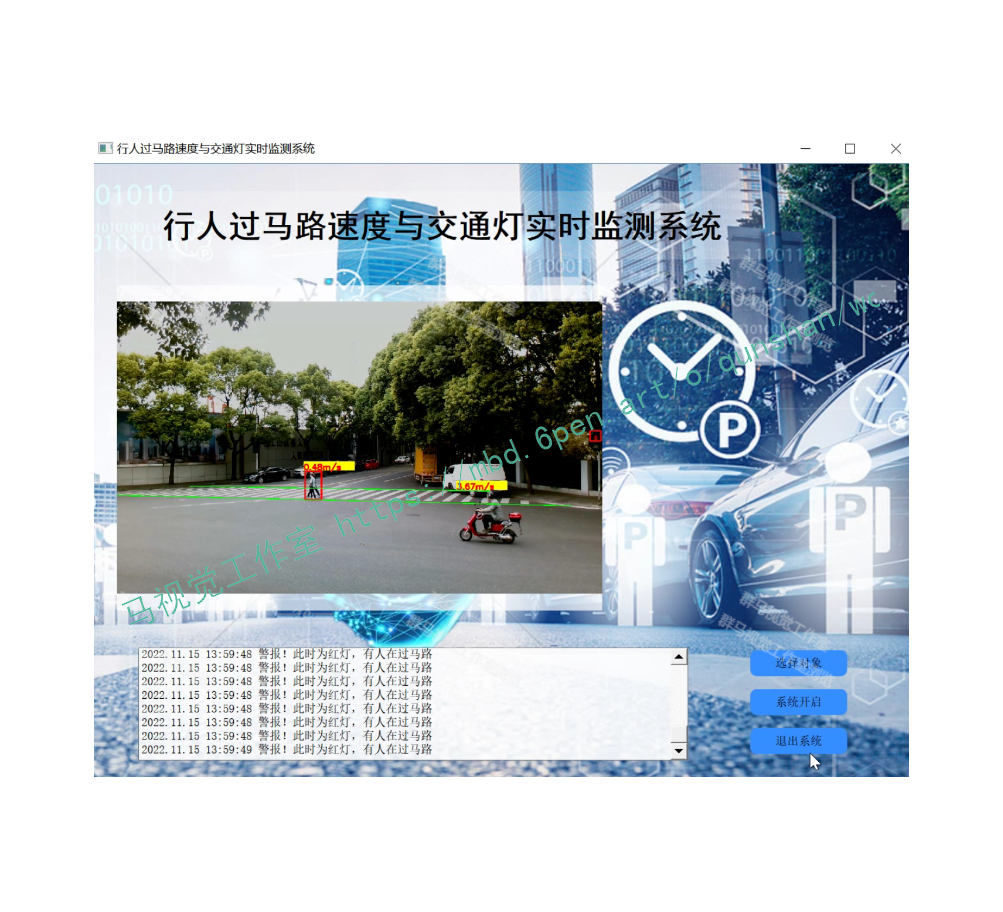 行人过马路速度与交通灯实时监测系统
行人过马路速度与交通灯实时监测系统
01010
P
0.48m/s
3.67m/s
P
P
马视觉工作室 https://mbd.6pen.art/o/qunshan/wc
2022.11.15 13:59:48 警报！此时为红灯，有人在过马路
2022.11.15 13:59:48 警报！此时为红灯，有人在过马路
2022.11.15 13:59:48 警报！此时为红灯，有人在过马路
2022.11.15 13:59:48 警报！此时为红灯，有人在过马路
2022.11.15 13:59:48 警报！此时为红灯，有人在过马路
2022.11.15 13:59:48 警报！此时为红灯，有人在过马路
2022.11.15 13:59:48 警报！此时为红灯，有人在过马路
2022.11.15 13:59:49 警报！此时为红灯，有人在过马路
选择对象
系统开启
退出系统